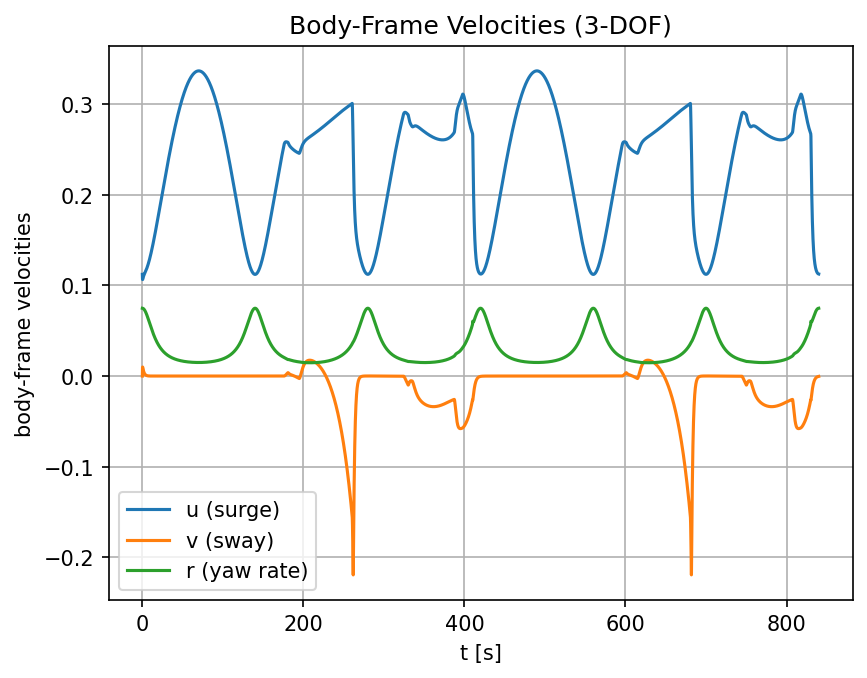 Body-Frame Velocities (3-DOF)
body-frame velocities
0.3
0.2
0.1
0.0
−0.1
−0.2
u (surge)
v (sway)
r (yaw rate)
0 200 400 600 800
t [s]